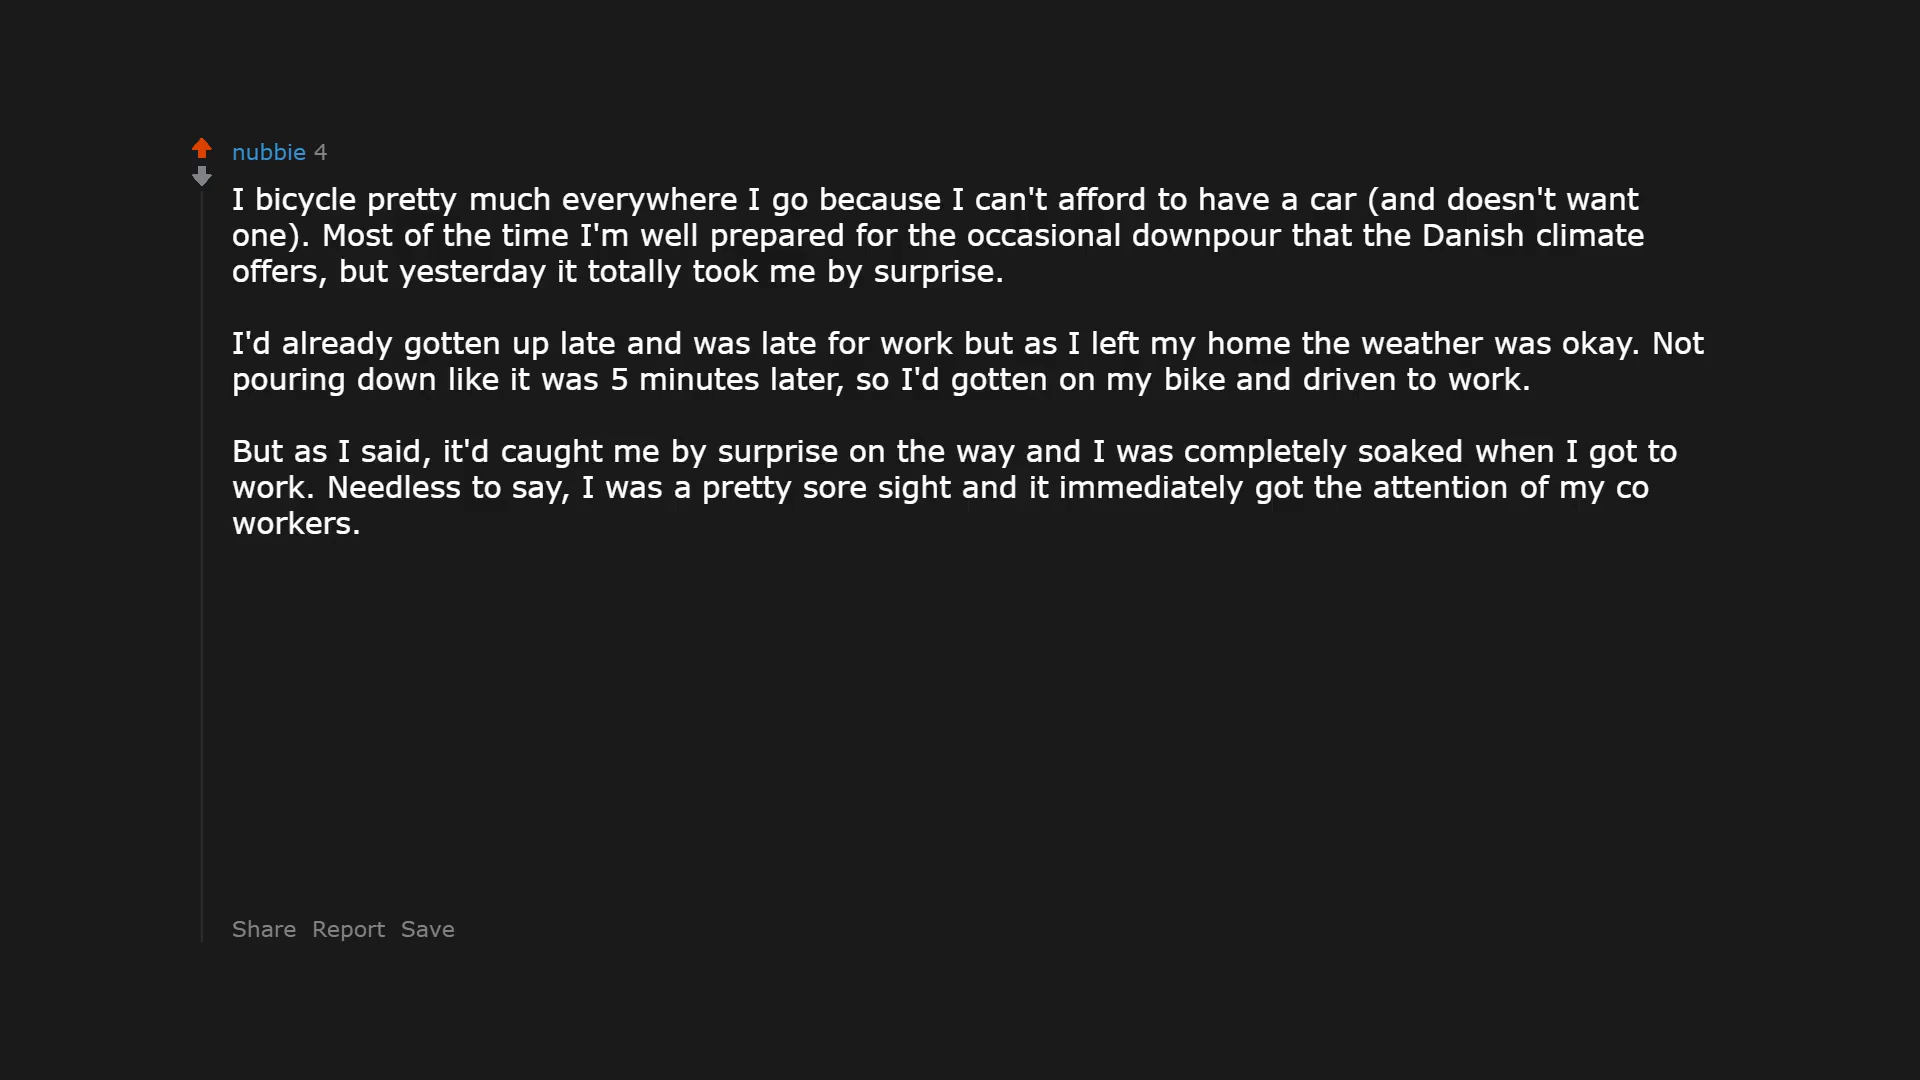 nubbie 4
I bicycle pretty much everywhere I go because I can't afford to have a car (and doesn't want
one). Most of the time I'm well prepared for the occasional downpour that the Danish climate
offers, but yesterday it totally took me by surprise.
I'd already gotten up late and was late for work but as I left my home the weather was okay. Not
pouring down like it was 5 minutes later, so I'd gotten on my bike and driven to work.
But as I said, it'd caught me by surprise on the way and I was completely soaked when I got to
work. Needless to say, I was a pretty sore sight and it immediately got the attention of my co
workers.
Share Report Save